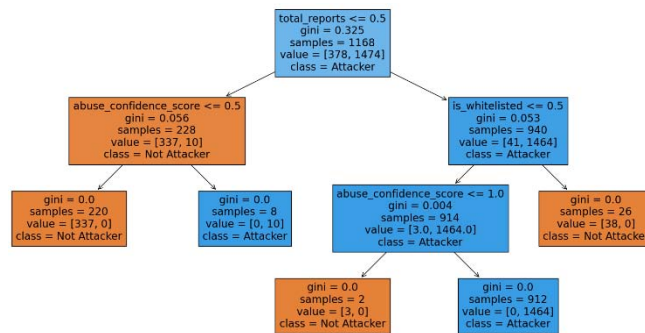 total_reports <= 0.5
gini = 0.325
samples = 1168
value = [378, 1474]
class = Attacker
abuse_confidence_score <= 0.5
gini = 0.056
samples = 228
value = [337, 10]
class = Not Attacker
is_whitelisted <= 0.5
gini = 0.053
samples = 940
value = [41, 1464]
class = Attacker
gini = 0.0
samples = 220
value = [337, 0]
class = Not Attacker
gini = 0.0
samples = 8
value = [0, 10]
class = Attacker
abuse_confidence_score <= 1.0
gini = 0.004
samples = 914
value = [3.0, 1464.0]
class = Attacker
gini = 0.0
samples = 26
value = [38, 0]
class = Not Attacker
gini = 0.0
samples = 2
value = [3, 0]
class = Not Attacker
gini = 0.0
samples = 912
value = [0, 1464]
class = Attacker